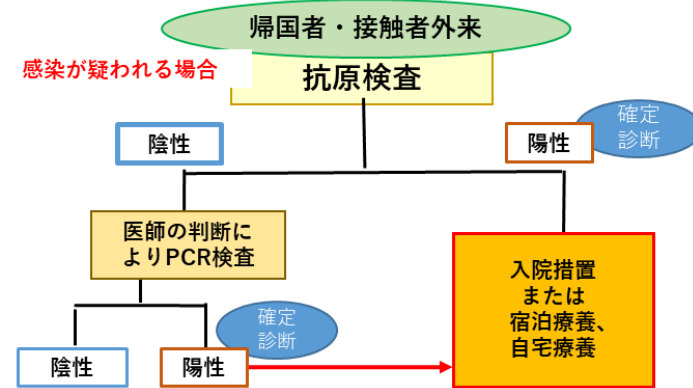 帰国者・接触者外来
感染が疑われる場合
抗原検査
陰性
陽性
確定
診断
医師の判断に
よりPCR検査
入院措置
または
宿泊療養、
自宅療養
確定
診断
陰性
陽性